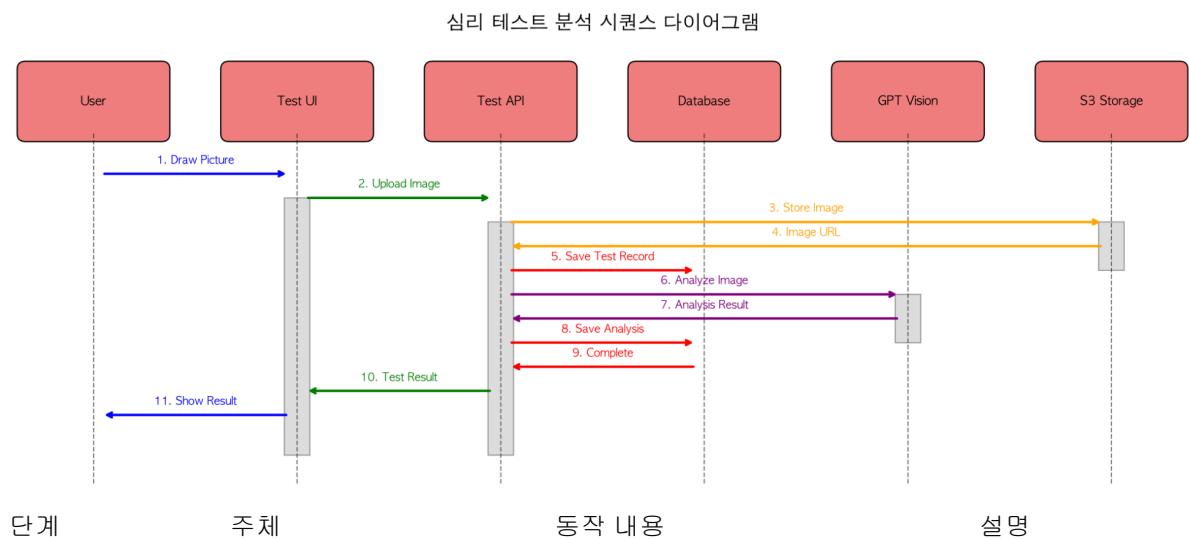 심리 테스트 분석 시퀀스 다이어그램
User Test UI Test API Database GPT Vision S3 Storage
1. Draw Picture
2. Upload Image
3. Store Image
4. Image URL
5. Save Test Record
6. Analyze Image
7. Analysis Result
8. Save Analysis
9. Complete
10. Test Result
11. Show Result
단계 주체 동작 내용 설명